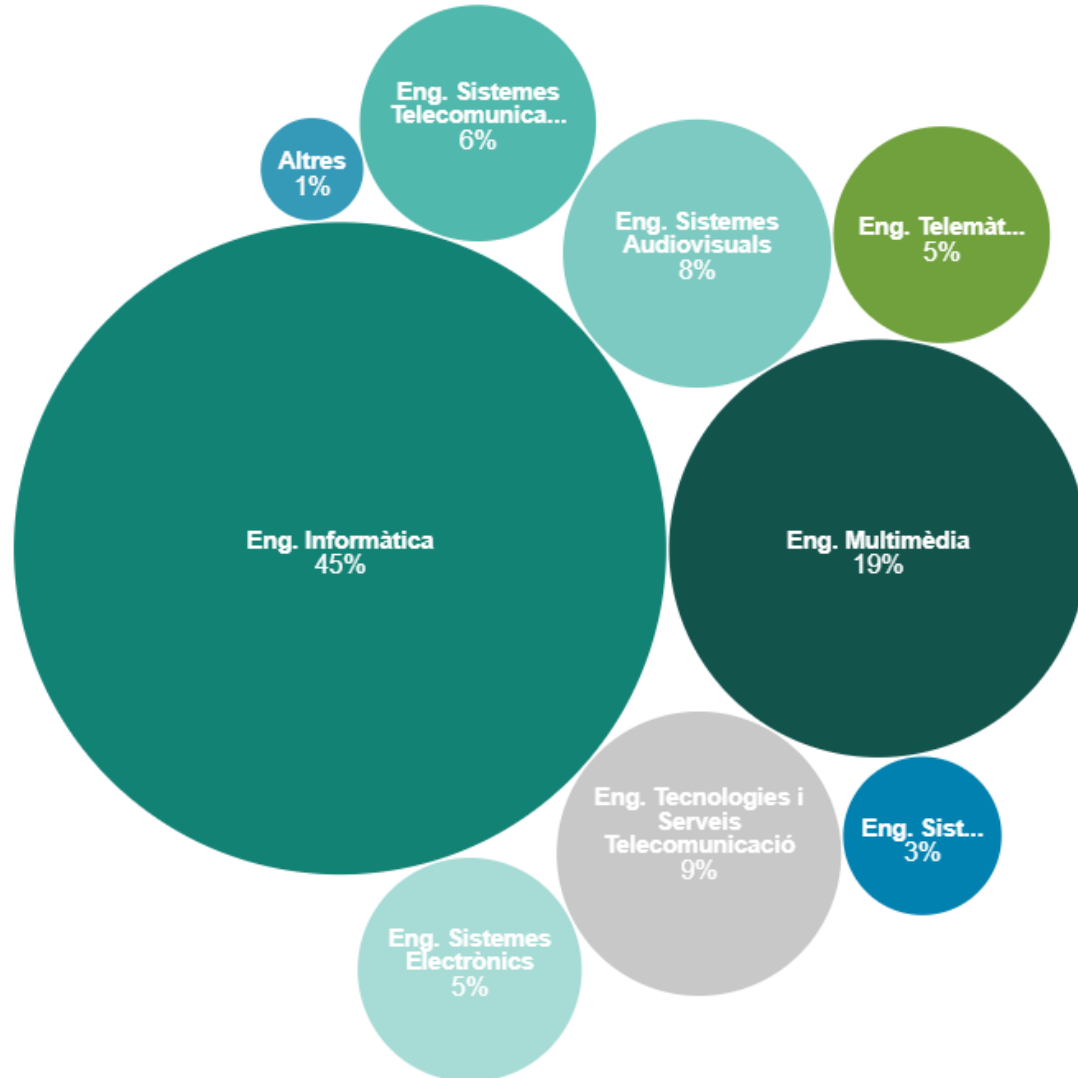 Eng. Sistemes
Telecomunica...
6%
Altres
1%
Eng. Sistemes
Audiovisuals
8%
Eng. Telemàt...
5%
Eng. Informàtica
45%
Eng. Multimèdia
19%
Eng. Tecnologies i
Serveis
Telecomunicació
9%
Eng. Sist...
3%
Eng. Sistemes
Electrònics
5%